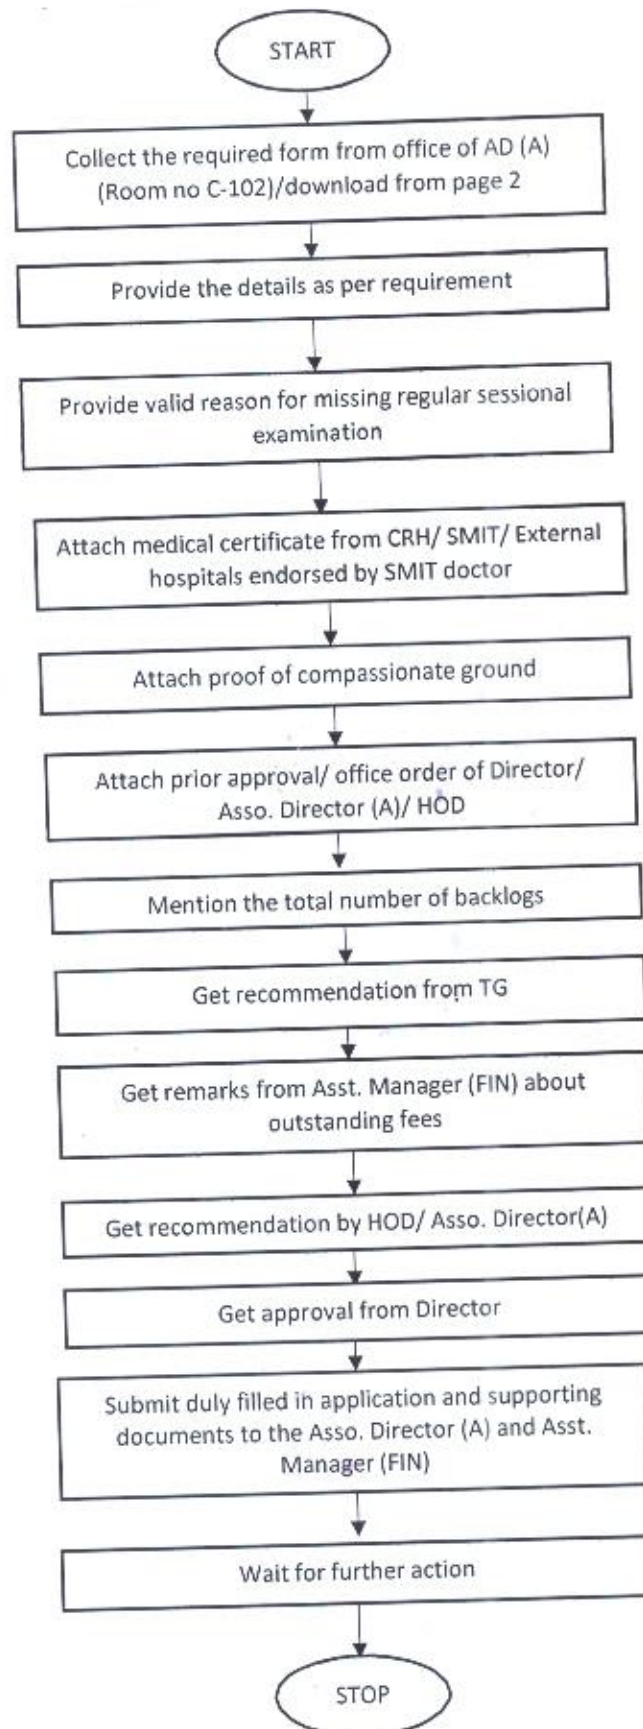 START
Collect the required form from office of AD (A)
(Room no C-102)/download from page 2
Provide the details as per requirement
Provide valid reason for missing regular sessional
examination
Attach medical certificate from CRH/ SMIT/ External
hospitals endorsed by SMIT doctor
Attach proof of compassionate ground
Attach prior approval/ office order of Director/
Asso. Director (A)/ HOD
Mention the total number of backlogs
Get recommendation from TG
Get remarks from Asst. Manager (FIN) about
outstanding fees
Get recommendation by HOD/ Asso. Director(A)
Get approval from Director
Submit duly filled in application and supporting
documents to the Asso. Director (A) and Asst.
Manager (FIN)
Wait for further action
STOP